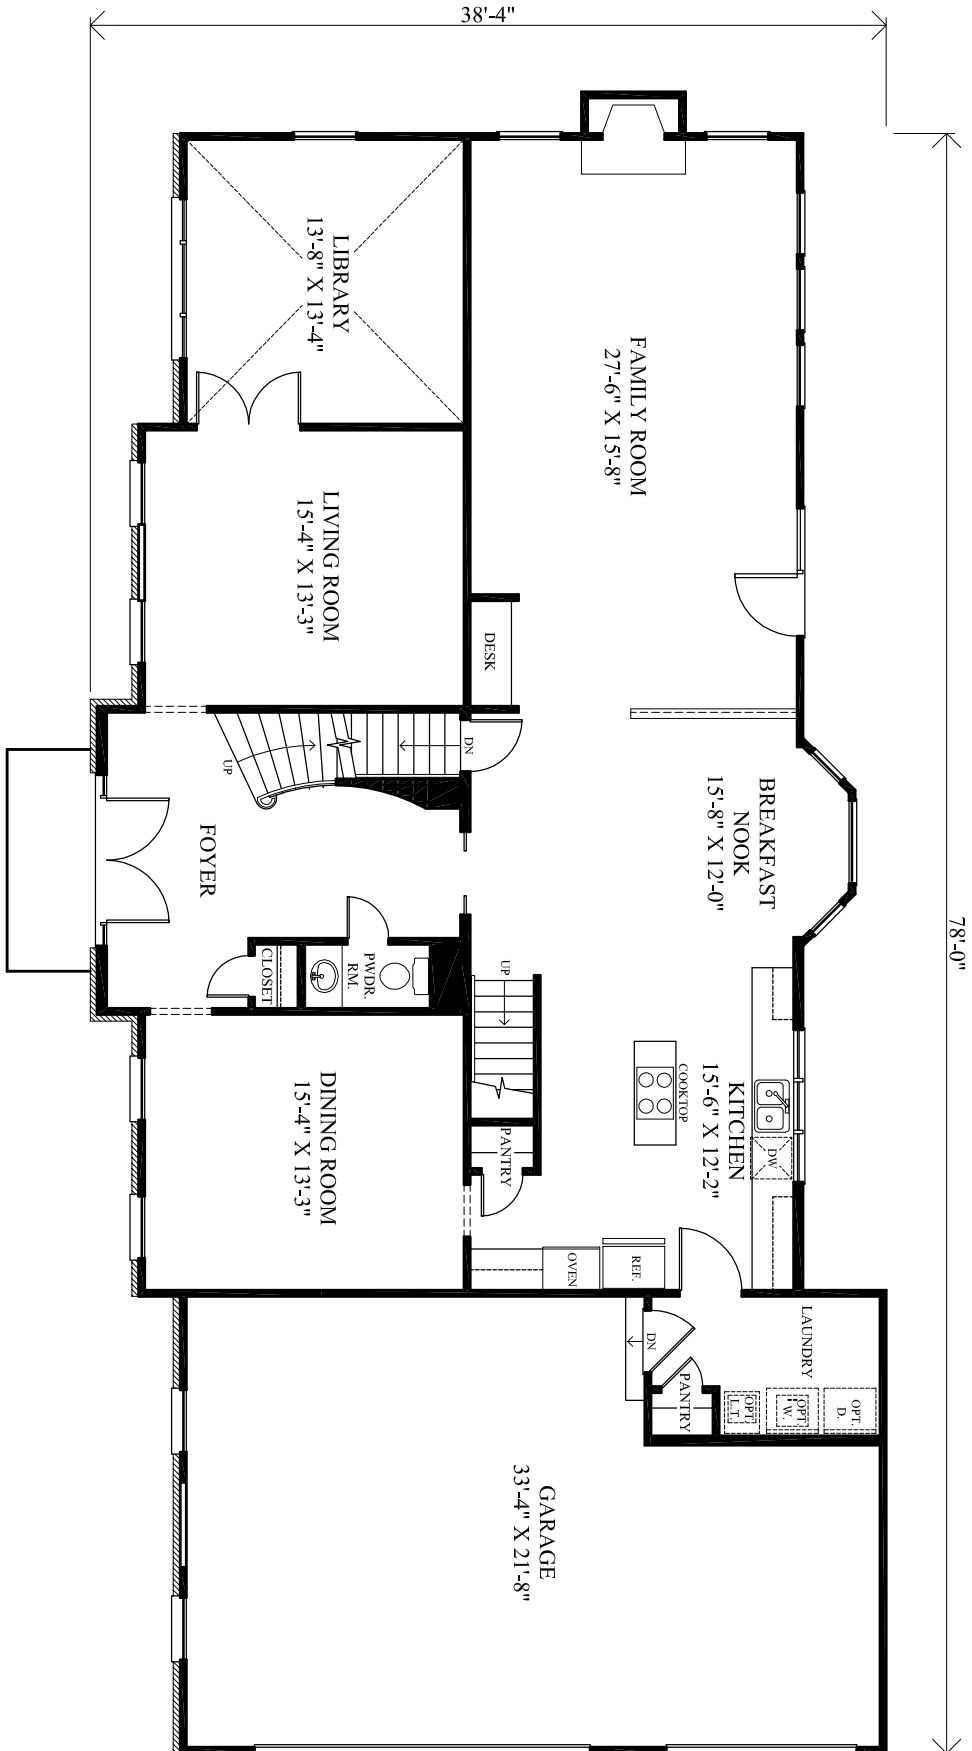 38'-4"
78'-0"
LIBRARY
13'-8" X 13'-4"
FAMILY ROOM
27'-6" X 15'-8"
LIVING ROOM
15'-4" X 13'-3"
DESK
DN
UP
FOYER
BREAKFAST
NOOK
15'-8" X 12'-0"
CLOSET
PWDR.
RM.
UP
COOKTOP
KITCHEN
15'-6" X 12'-2"
DW
PANTRY
DINING ROOM
15'-4" X 13'-3"
OVEN
REF.
LAUNDRY
DN
PANTRY
OPT.
L.T.
OPT.
W.
OPT.
D.
GARAGE
33'-4" X 21'-8"